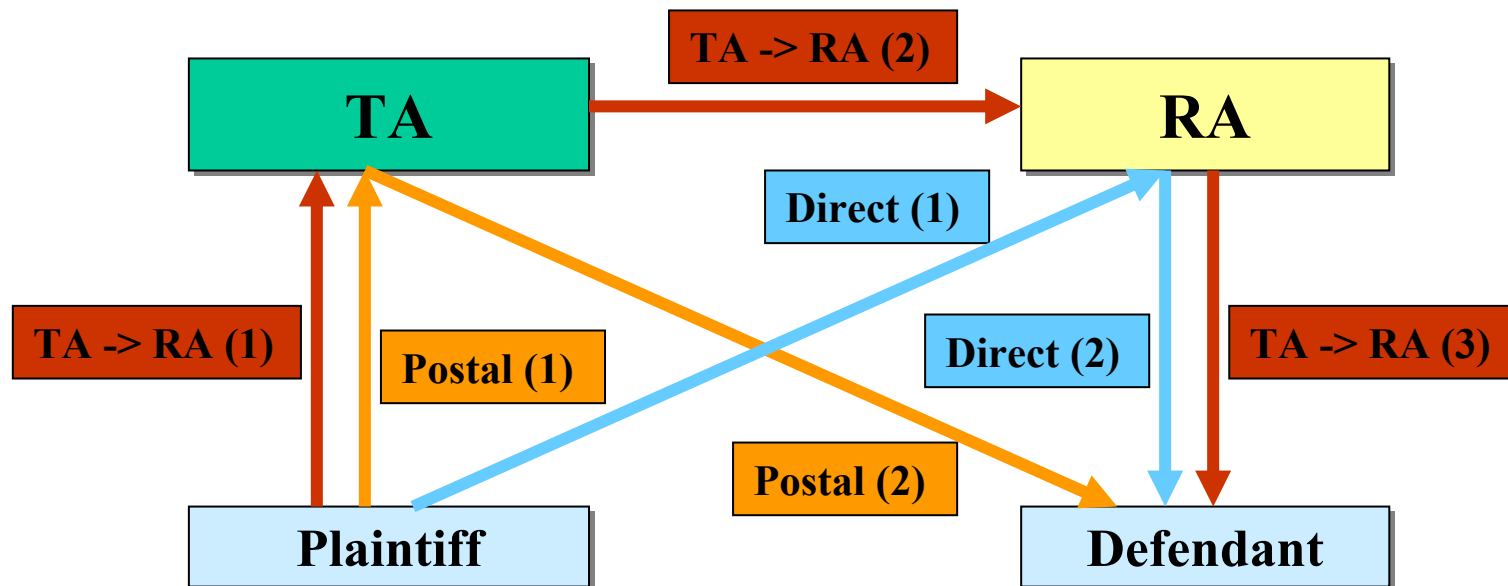 TA -> RA (2)
TA
RA
Direct (1)
TA -> RA (1)
Postal (1)
Direct (2)
TA -> RA (3)
Postal (2)
Plaintiff
Defendant